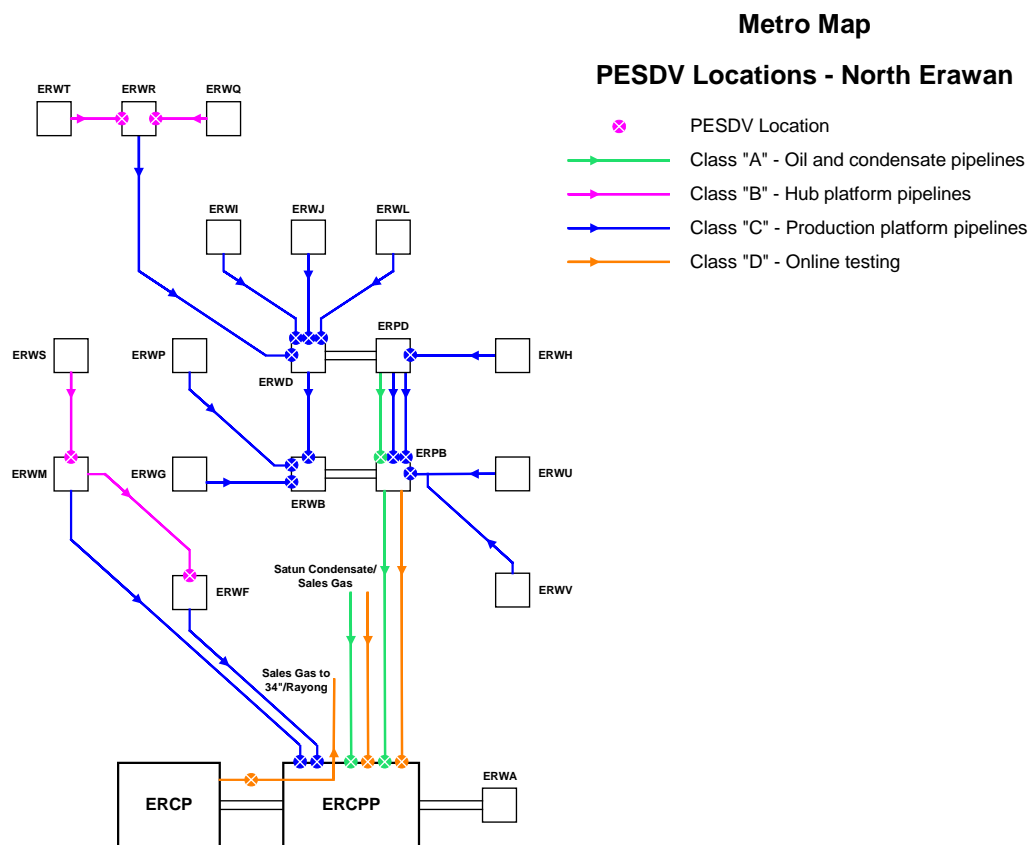 Metro Map
PESDV Locations - North Erawan
PESDV Location
Class "A" - Oil and condensate pipelines
Class "B" - Hub platform pipelines
Class "C" - Production platform pipelines
Class "D" - Online testing
ERWT
ERWR
ERWQ
ERWI
ERWJ
ERWL
ERWS
ERWP
ERWD
ERPD
ERWH
ERWM
ERWG
ERWB
ERPB
ERWU
ERWF
Satun Condensate/
Sales Gas
ERWV
Sales Gas to
34"/Rayong
ERCP
ERCPP
ERWA